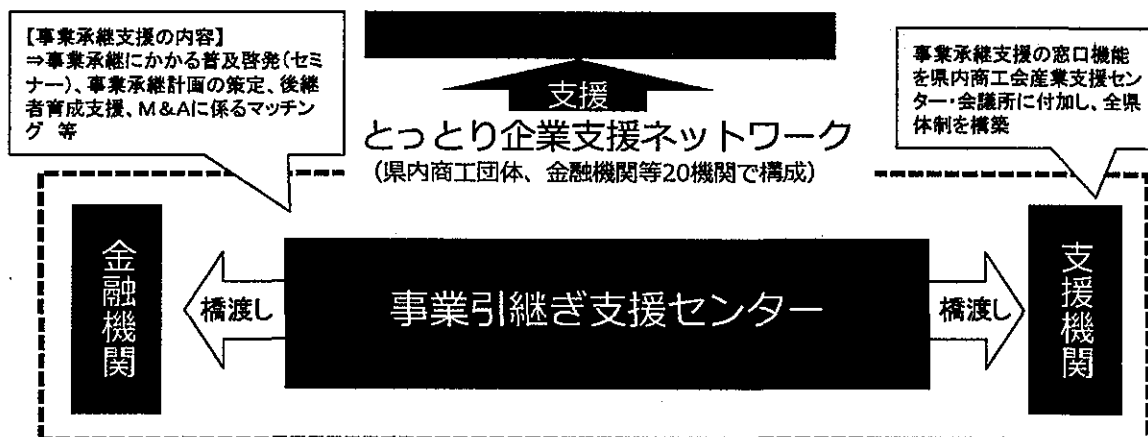 【事業承継支援の内容】
⇒事業承継にかかる普及啓発(セミ
ナー)、事業承継計画の策定、後継
者育成支援、M&Aに係るマッチン
グ 等
支援
事業承継支援の窓口機能
を県内商工会産業支援セン
ター・会議所に付加し、全県
体制を構築
とっとり企業支援ネットワーク
(県内商工団体、金融機関等20機関で構成)
金融機関
橋渡し
事業引継ぎ支援センター
橋渡し
支援機関